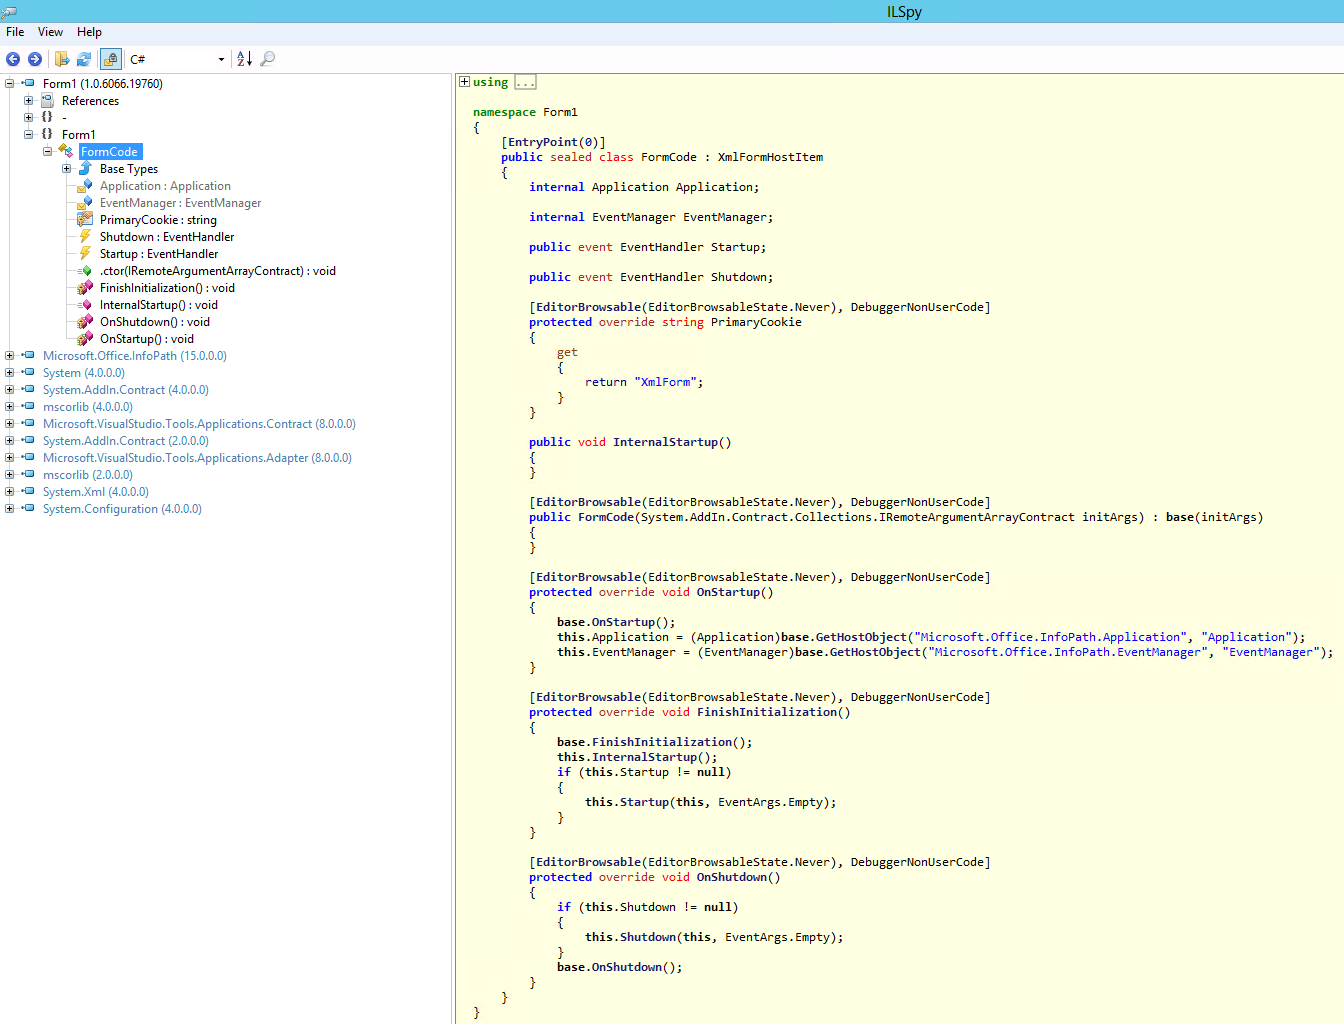 ILSpy
File View Help
C#
Form1 (1.0.6066.19760)
References
{} -
{} Form1
FormCode
Base Types
Application : Application
EventManager : EventManager
PrimaryCookie : string
Shutdown : EventHandler
Startup : EventHandler
.ctor(IRemoteArgumentArrayContract) : void
FinishInitialization() : void
InternalStartup() : void
OnShutdown() : void
OnStartup() : void
Microsoft.Office.InfoPath (15.0.0.0)
System (4.0.0.0)
System.AddIn.Contract (4.0.0.0)
mscorlib (4.0.0.0)
Microsoft.VisualStudio.Tools.Applications.Contract (8.0.0.0)
System.AddIn.Contract (2.0.0.0)
Microsoft.VisualStudio.Tools.Applications.Adapter (8.0.0.0)
mscorlib (2.0.0.0)
System.Xml (4.0.0.0)
System.Configuration (4.0.0.0)
using ...
namespace Form1
{
[EntryPoint(0)]
public sealed class FormCode : XmlFormHostItem
{
internal Application Application;
internal EventManager EventManager;
public event EventHandler Startup;
public event EventHandler Shutdown;
[EditorBrowsable(EditorBrowsableState.Never), DebuggerNonUserCode]
protected override string PrimaryCookie
{
get
{
return "XmlForm";
}
}
public void InternalStartup()
{
}
[EditorBrowsable(EditorBrowsableState.Never), DebuggerNonUserCode]
public FormCode(System.AddIn.Contract.Collections.IRemoteArgumentArrayContract initArgs) : base(initArgs)
{
}
[EditorBrowsable(EditorBrowsableState.Never), DebuggerNonUserCode]
protected override void OnStartup()
{
base.OnStartup();
this.Application = (Application)base.GetHostObject("Microsoft.Office.InfoPath.Application", "Application");
this.EventManager = (EventManager)base.GetHostObject("Microsoft.Office.InfoPath.EventManager", "EventManager");
}
[EditorBrowsable(EditorBrowsableState.Never), DebuggerNonUserCode]
protected override void FinishInitialization()
{
base.FinishInitialization();
this.InternalStartup();
if (this.Startup != null)
{
this.Startup(this, EventArgs.Empty);
}
}
[EditorBrowsable(EditorBrowsableState.Never), DebuggerNonUserCode]
protected override void OnShutdown()
{
if (this.Shutdown != null)
{
this.Shutdown(this, EventArgs.Empty);
}
base.OnShutdown();
}
}
}